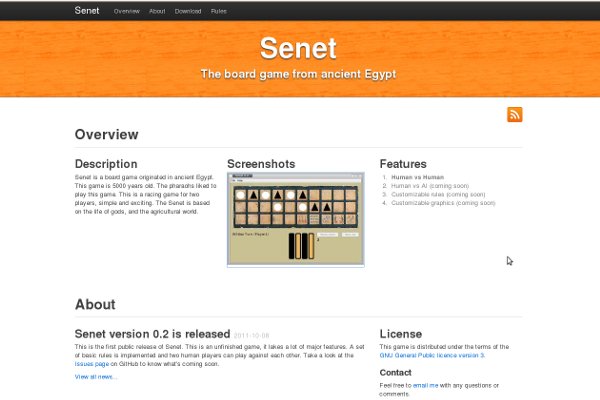 Senet Overview About Download Rules
Senet
The board game from ancient Egypt
Overview
Description
Senet is a board game originated in ancient Egypt.
This game is 5000 years old. The pharaohs liked to
play this game. This is a racing game for two
players, simple and exciting. The Senet is based
on the life of gods, and the agricultural world.
Screenshots
Features
1. Human vs Human
2. Human vs AI (coming soon)
3. Customizable rules (coming soon)
4. Customizable graphics (coming soon)
About
Senet version 0.2 is released 2011-10-08
This is the first public release of Senet. This is an unfinished game, it lakes a lot of major features. A set
of basic rules is implemented and two human players can play against each other. Take a look at the
Issues page on GitHub to know what's coming soon.
View all news...
License
This game is distributed under the terms of the
GNU General Public licence version 3.
Contact
Feel free to email me with any questions or
comments.